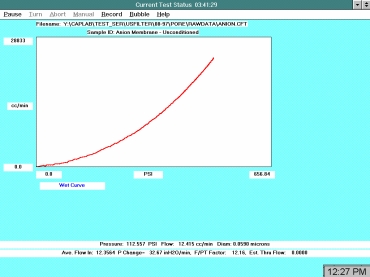 Current Test Status 03:41:29
Pause Turn Abort Manual Record Bubble Help
Filename: Y:\CAPLAB\TEST_SER\USFILTER\III-97\PORE\RAWDATA\ANION.CFT
Sample ID: Anion Membrane - Unconditioned
20033
cc/min
0.0
0.0 PSI 656.84
Wet Curve
Pressure: 112.557 PSI Flow: 12.415 cc/min Diam: 0.0590 microns
Ave. Flow In: 12.3564 P Change= 32.67 inH2O/min, F/PT Factor: 12.16, Est. Thru Flow: 0.0000
12:27 PM